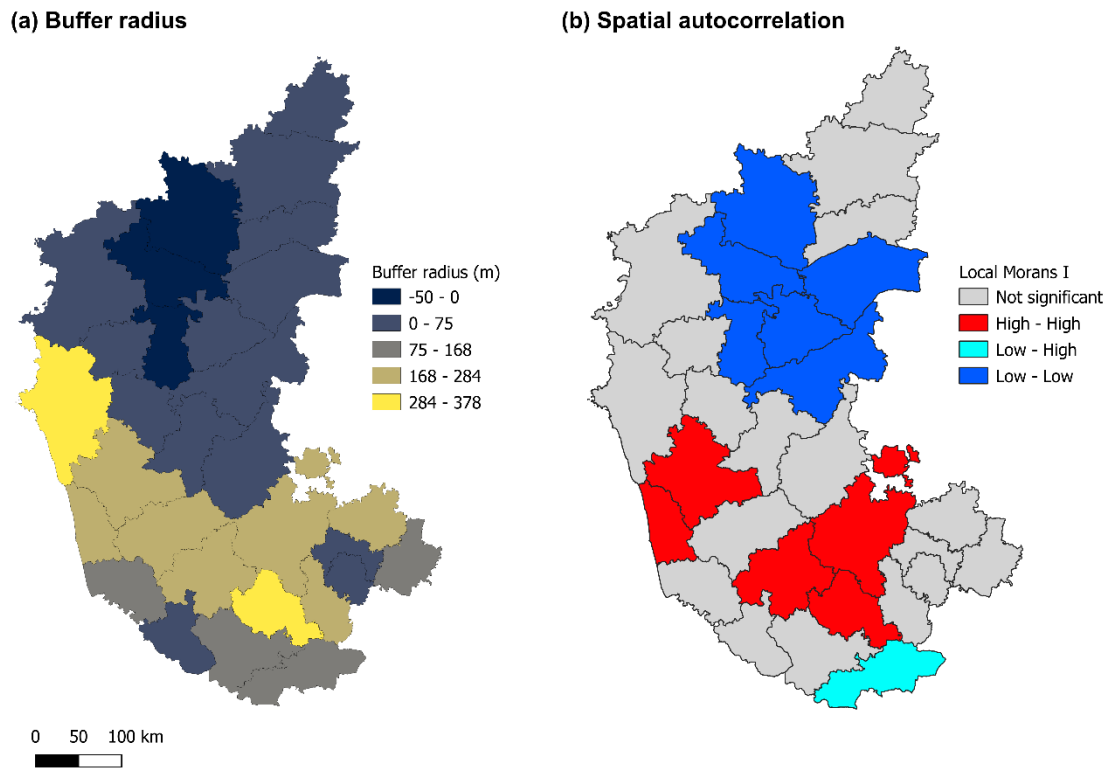 (a) Buffer radius
(b) Spatial autocorrelation
Buffer radius (m)
-50 - 0
0 - 75
75 - 168
168 - 284
284 - 378
Local Morans I
Not significant
High - High
Low - High
Low - Low
0 50 100 km